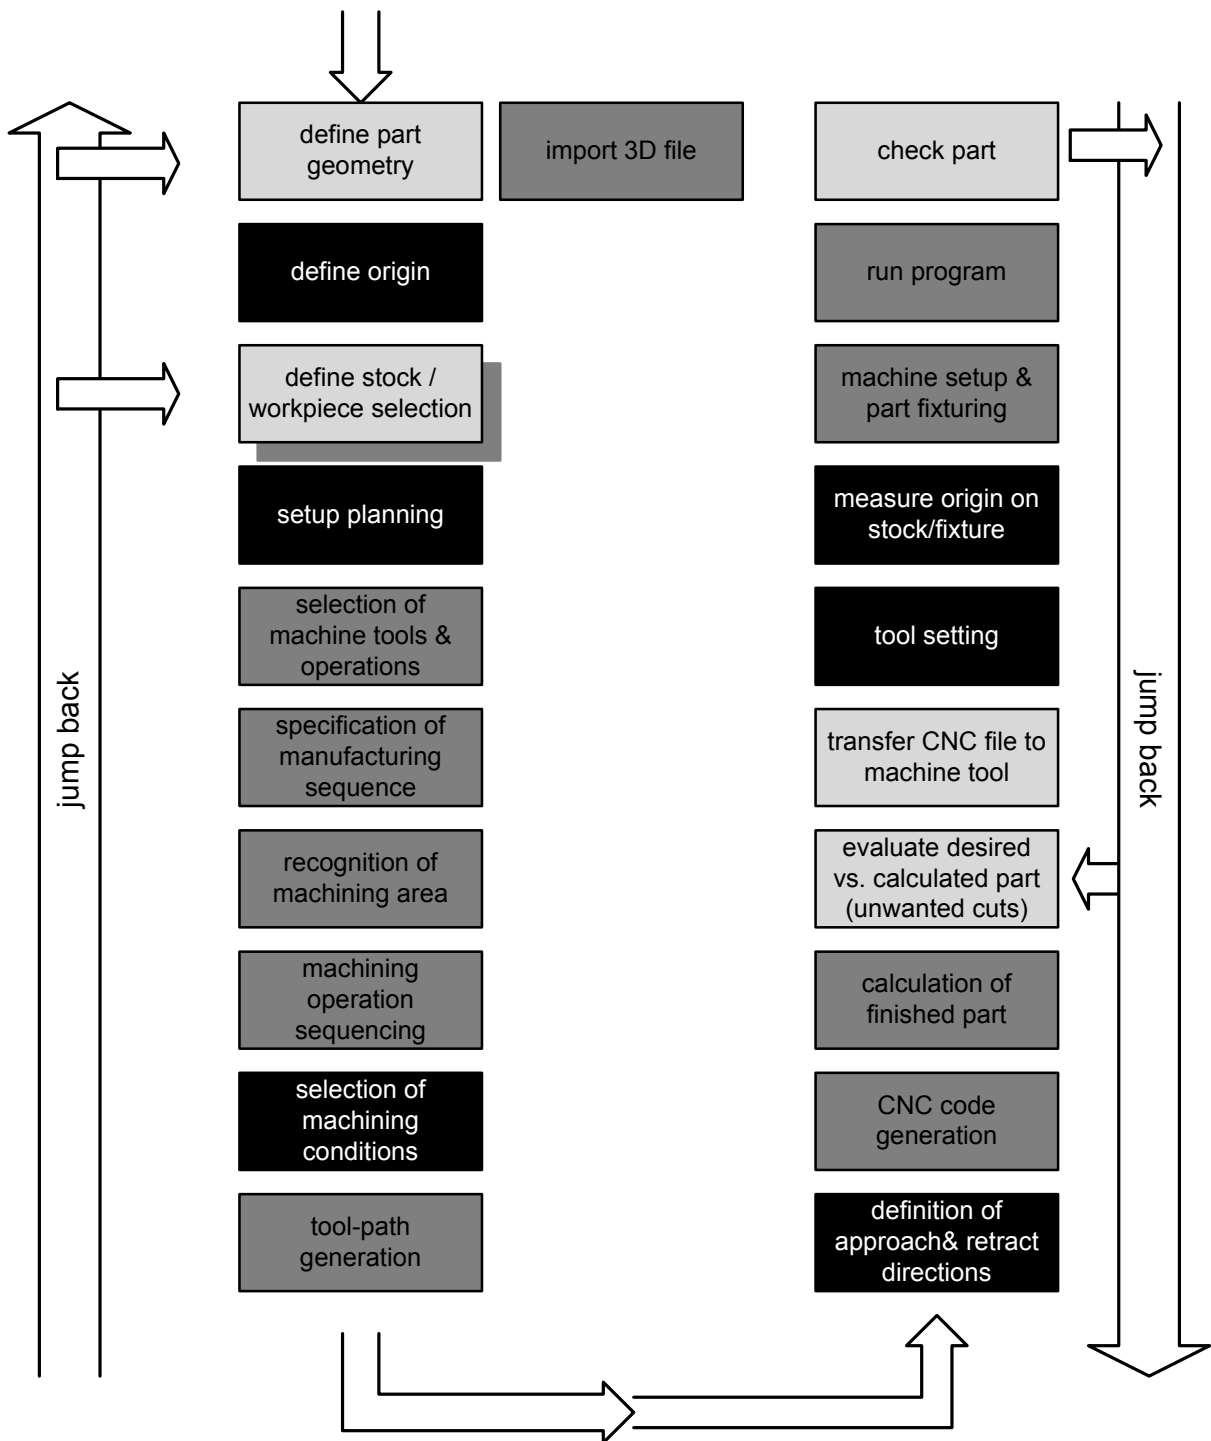 define part
geometry
import 3D file
define origin
define stock /
workpiece selection
setup planning
selection of
machine tools &
operations
specification of
manufacturing
sequence
recognition of
machining area
machining
operation
sequencing
selection of
machining
conditions
tool-path
generation
check part
run program
machine setup &
part fixturing
measure origin on
stock/fixture
tool setting
transfer CNC file to
machine tool
evaluate desired
vs. calculated part
(unwanted cuts)
calculation of
finished part
CNC code
generation
definition of
approach& retract
directions
jump back
jump back